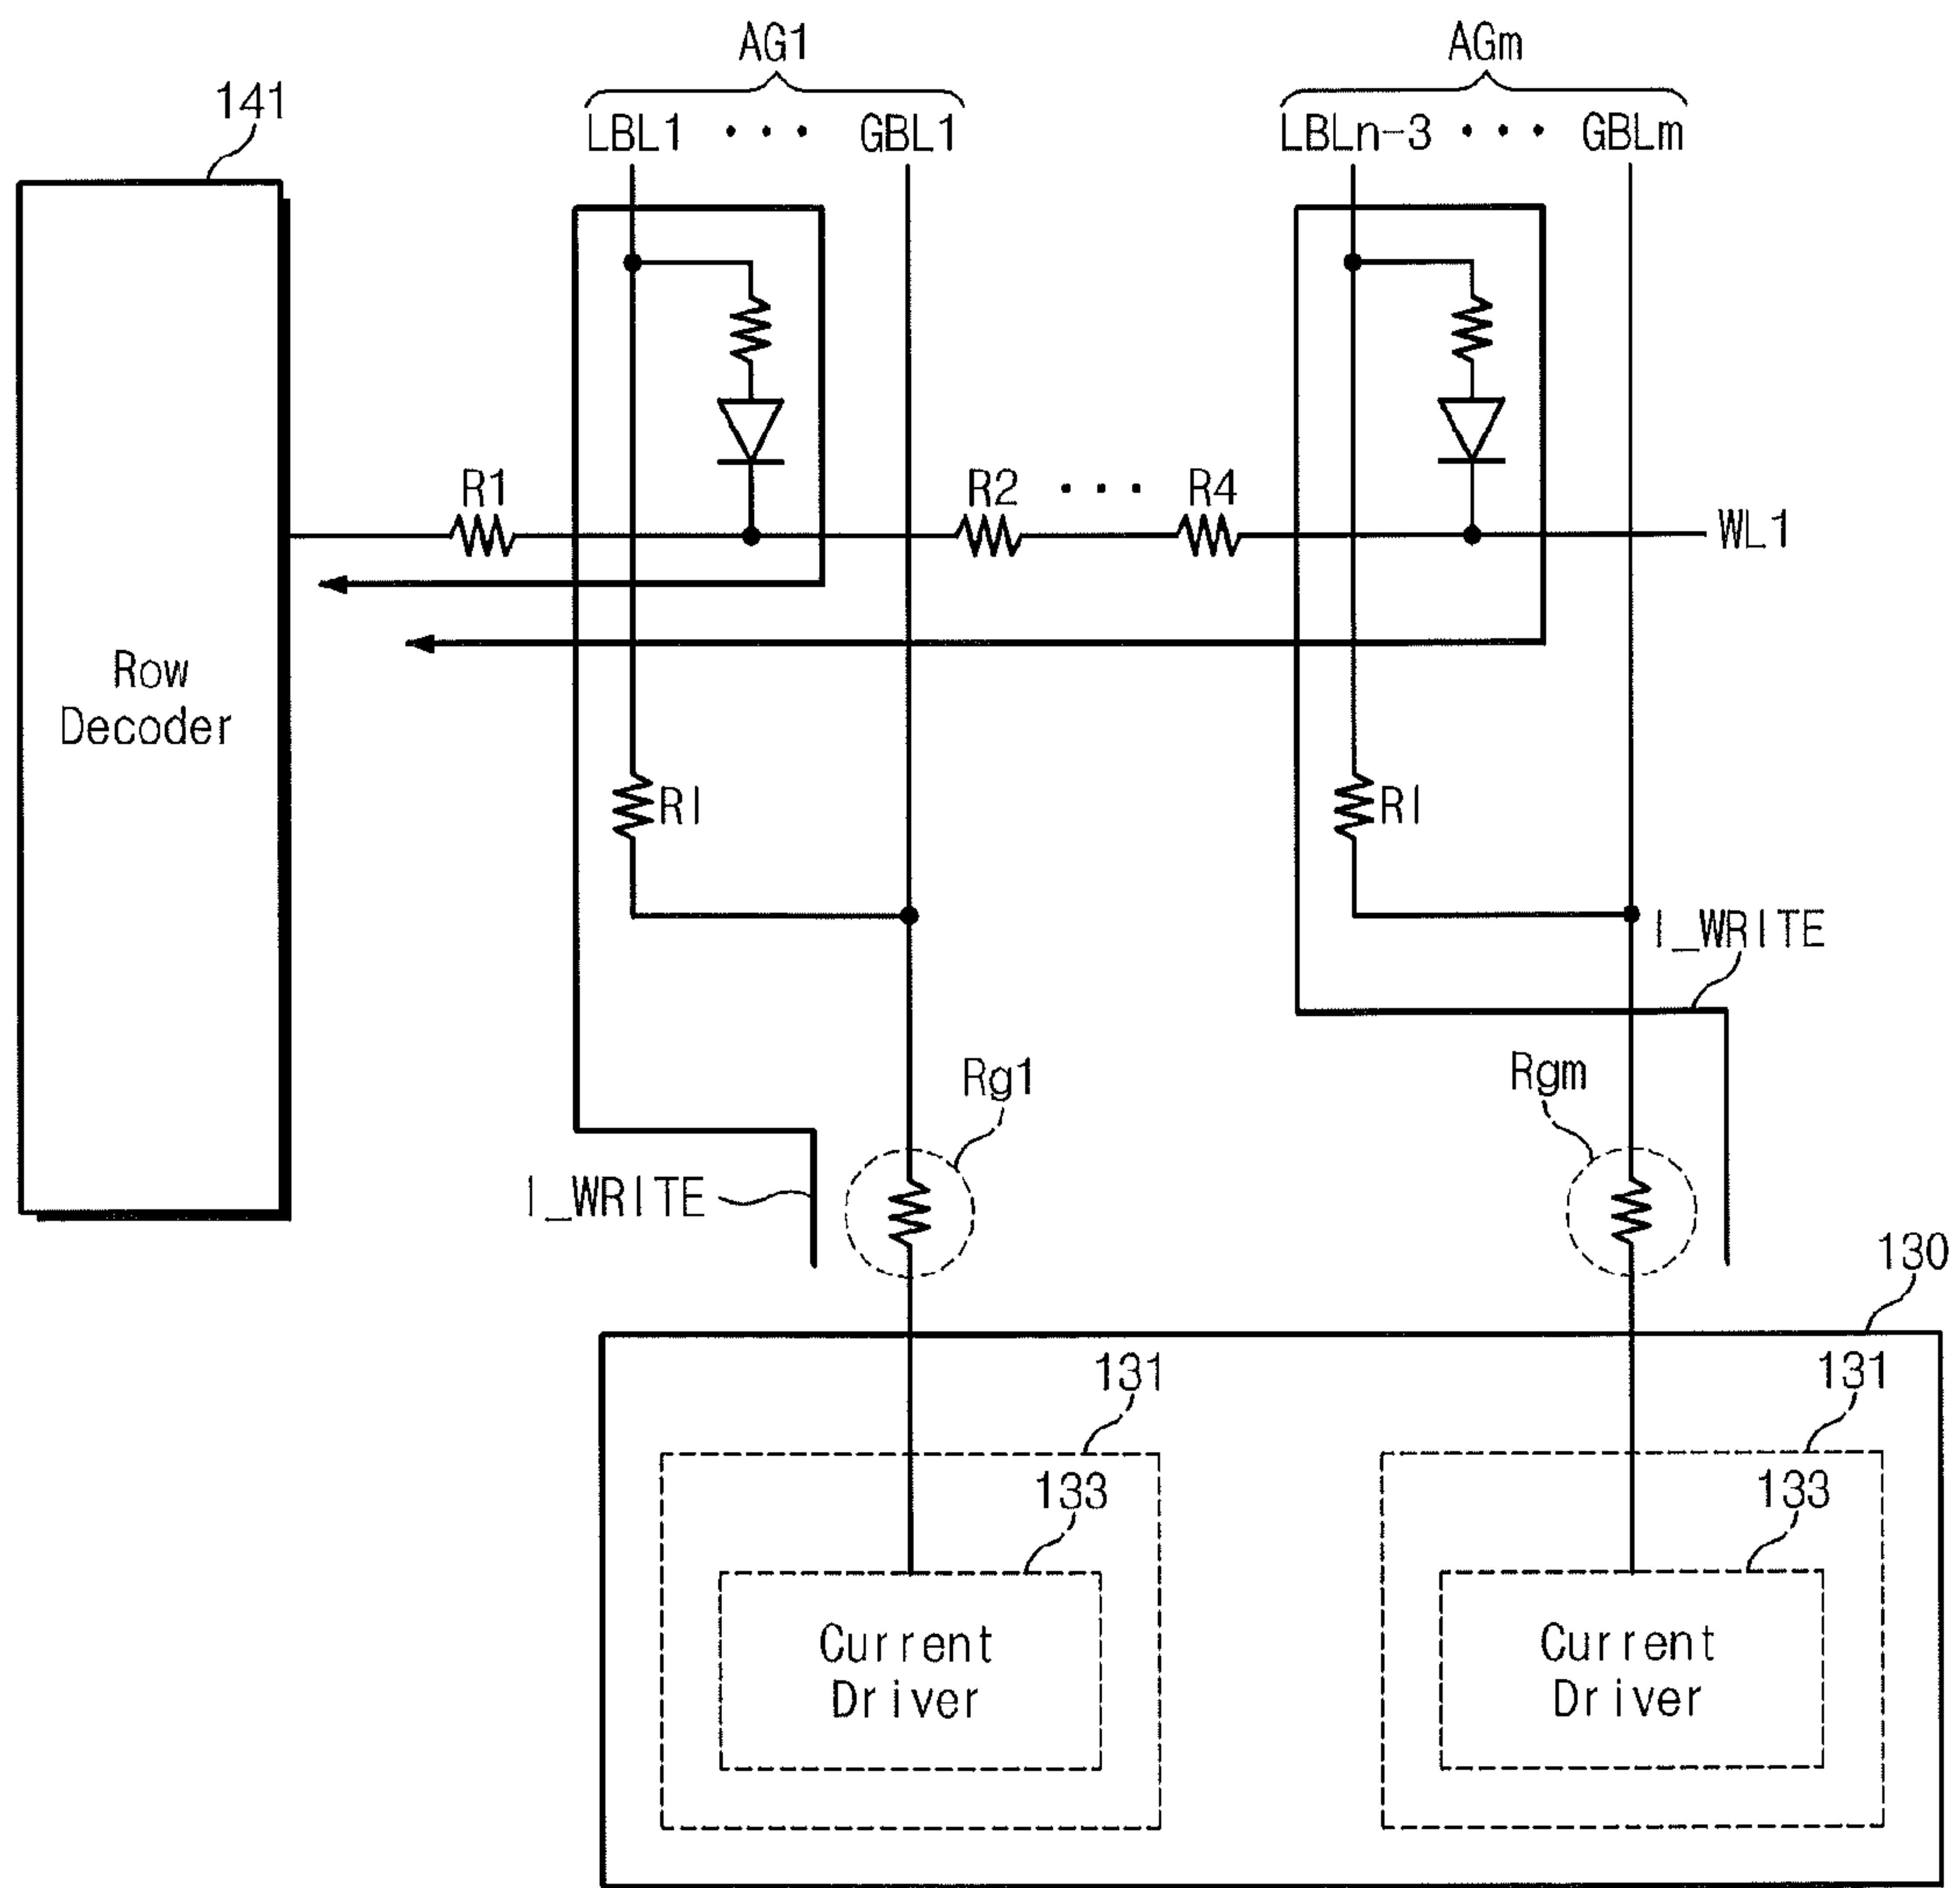 AG1
AGm
141
LBL1 • • • GBL1
LBLn-3 • • • GBLm
R1
R2 • • • R4
WL1
Row
Decoder
Rl
Rl
I_WRITE
Rg1
Rgm
I_WRITE
130
131
131
133
133
Current
Driver
Current
Driver